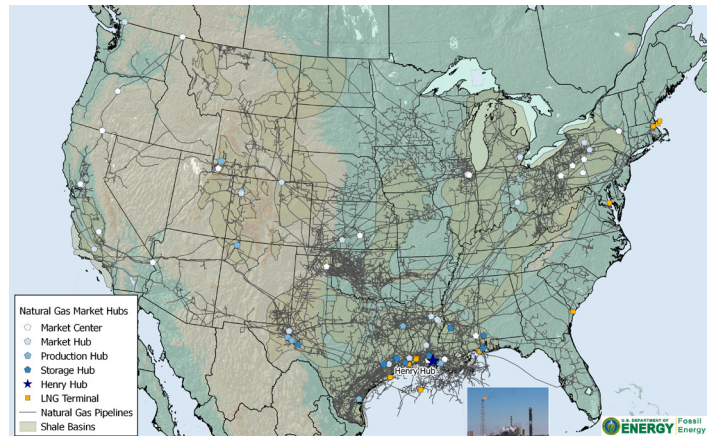 Natural Gas Market Hubs
Market Center
Market Hub
Production Hub
Storage Hub
Henry Hub
LNG Terminal
Natural Gas Pipelines
Shale Basins
Henry Hub
U.S. DEPARTMENT OF
ENERGY
Fossil
Energy